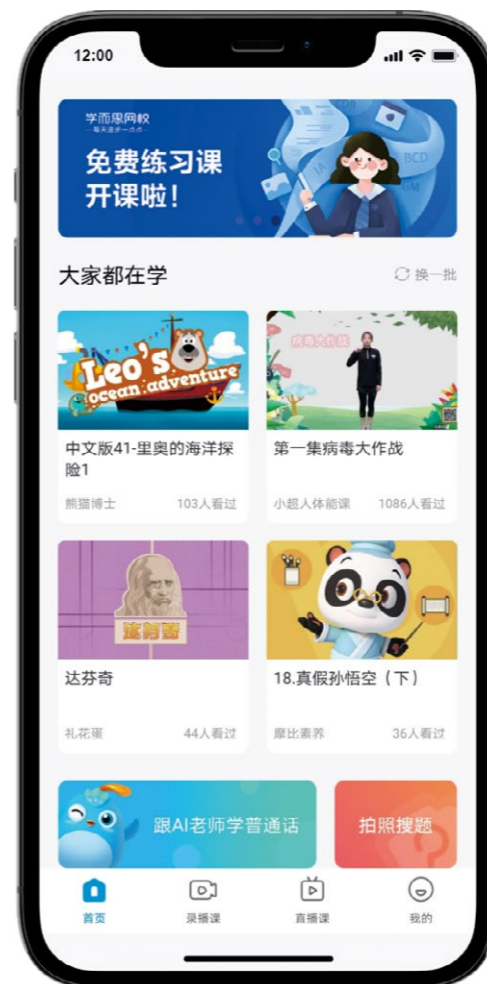 12:00
学而思网校
每天进步一点点
免费练习课
开课啦！
IA
BCD
GM
大家都在学
换一批
Leo's
ocean adventure
病毒大作战
中文版41-里奥的海洋探
险1
第一集病毒大作战
熊猫博士
103人看过
小超人体能课
1086人看过
达芬奇
达芬奇
18.真假孙悟空（下）
礼花蛋
44人看过
摩比素养
36人看过
跟AI老师学普通话
拍照搜题
首页
录播课
直播课
我的